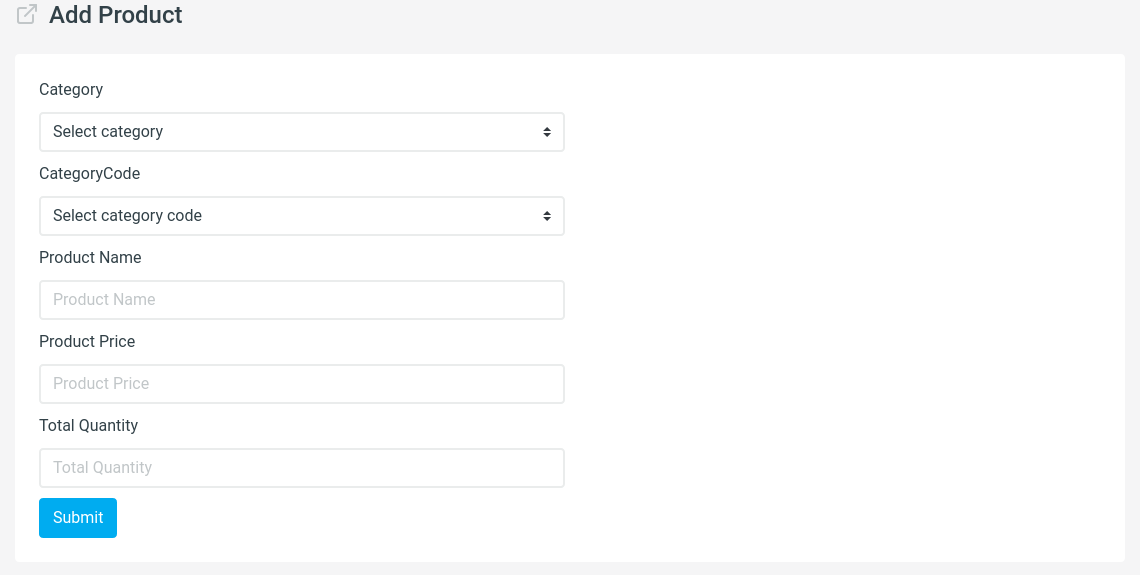 Add Product
Category
Select category
CategoryCode
Select category code
Product Name
Product Name
Product Price
Product Price
Total Quantity
Total Quantity
Submit